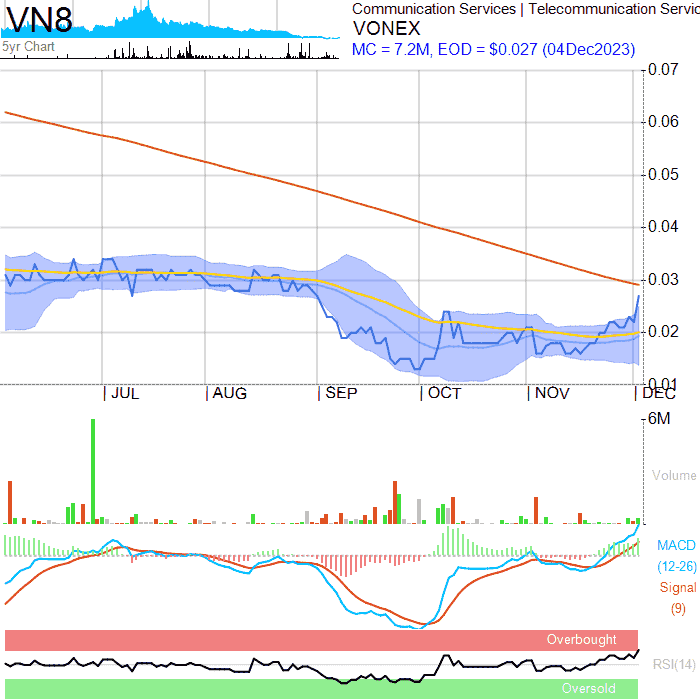 VN8
5yr Chart
Communication Services | Telecommunication Servic
VONEX
MC = 7.2M, EOD = $0.027 (04Dec2023)
0.07
0.06
0.05
0.04
0.03
0.02
0.01
| JUL | AUG | SEP | OCT | NOV | DEC
6M
Volume
MACD
(12-26)
Signal
(9)
Overbought
RSI(14)
Oversold